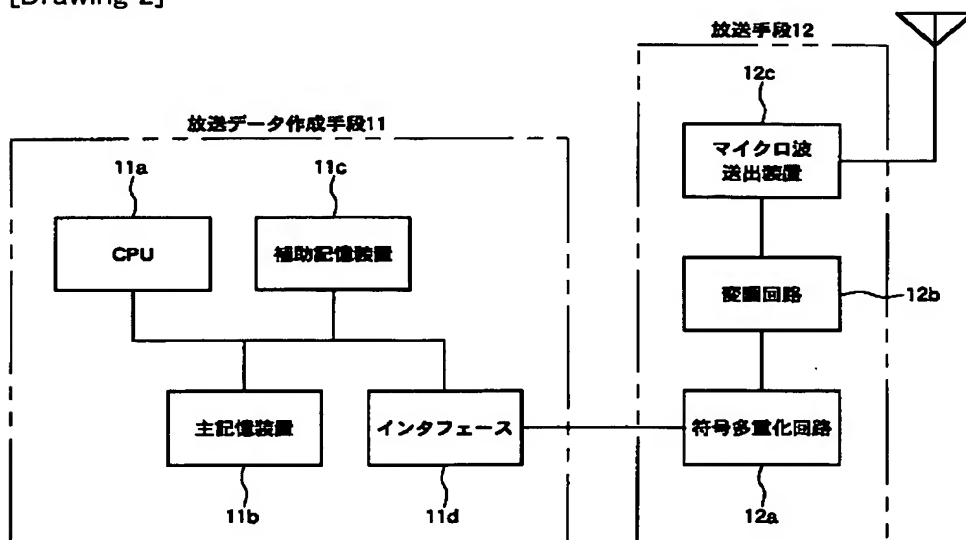 [Drawing 2]
放送手段12
12c
放送データ作成手段11
マイクロ波
送出装置
11a
11c
CPU
補助記憶装置
変調回路
12b
主記憶装置
インタフェース
符号多重化回路
11b
11d
12a